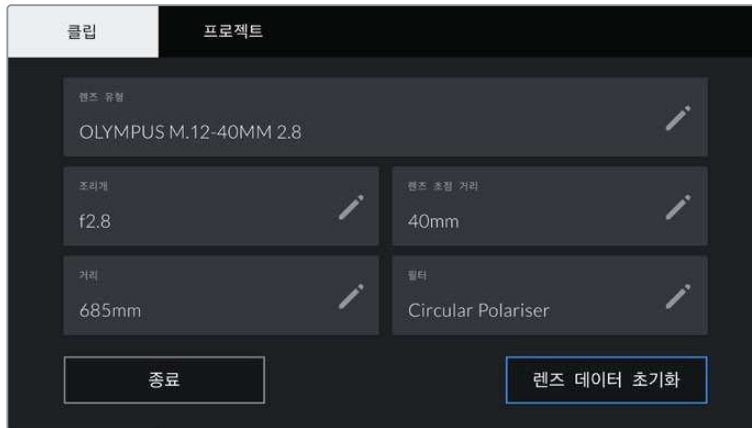 클립 프로젝트
렌즈 유형
OLYMPUS M.12-40MM 2.8
조리개 렌즈 초점 거리
f2.8 40mm
거리 필터
685mm Circular Polariser
종료 렌즈 데이터 초기화